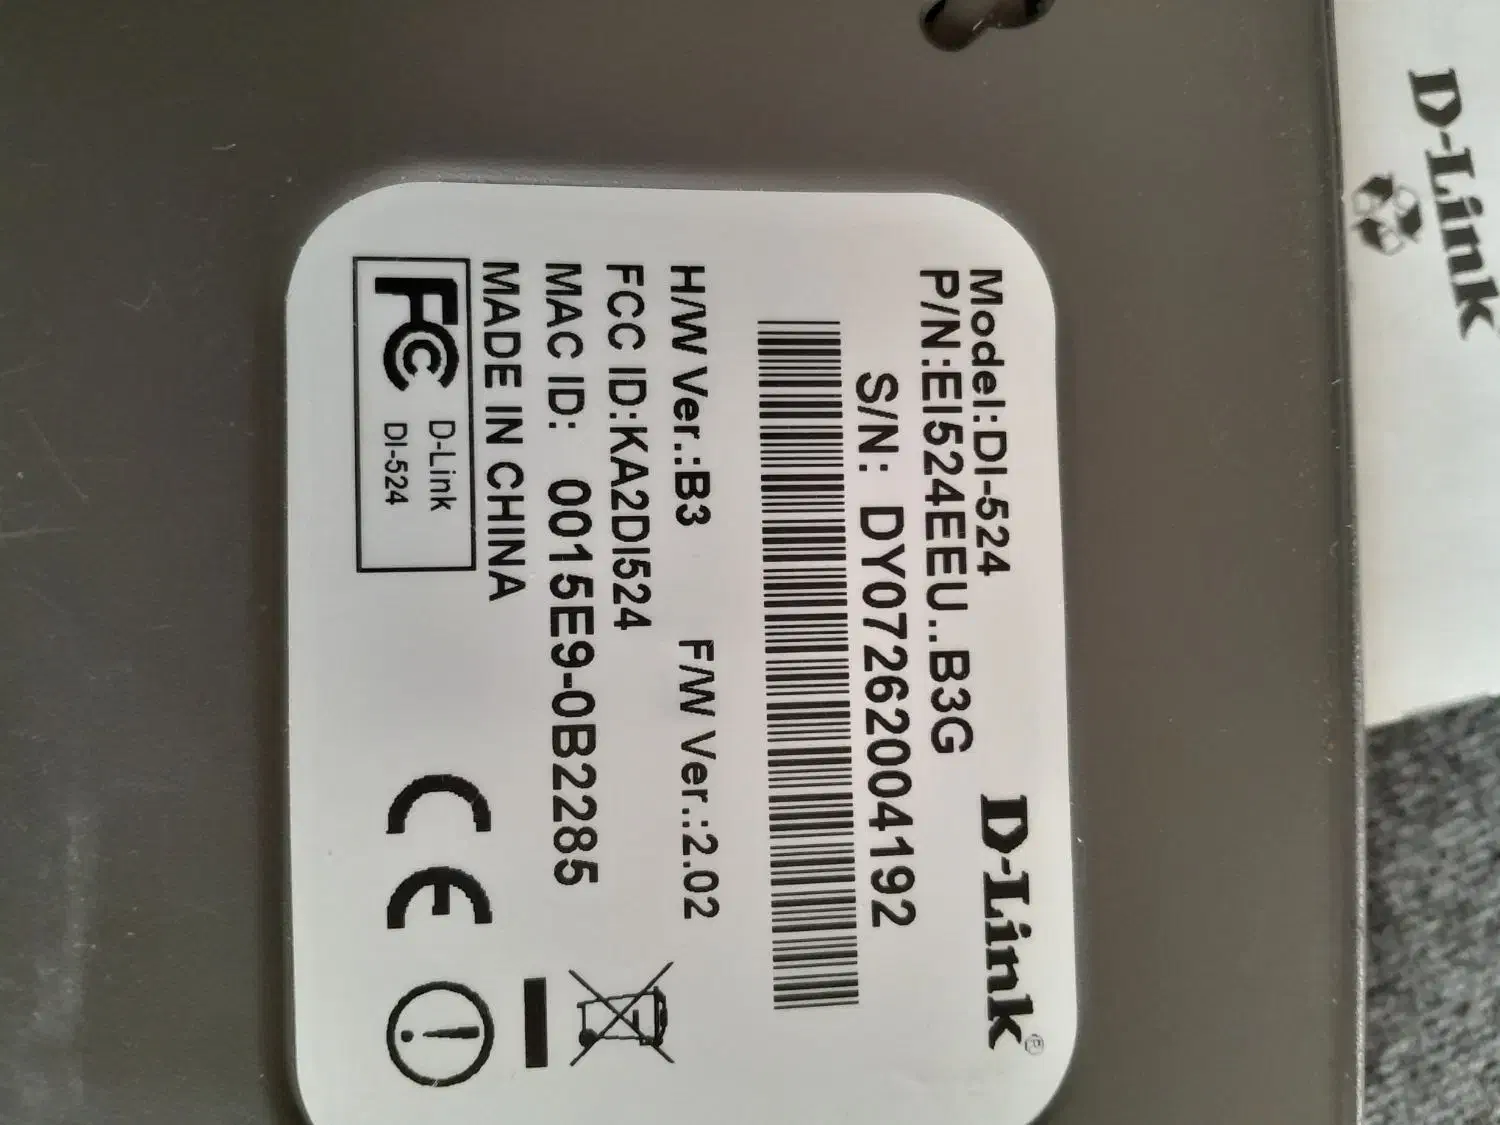 D-Link
Model:DI-524
P/N:EI524EEU..B3G
D-Link®
S/N: DY07262004192
H/W Ver.:B3 F/W Ver.:2.02
FCC ID:KA2DI524
MAC ID: 0015E9-0B2285
MADE IN CHINA
FC D-Link
DI-524
CE